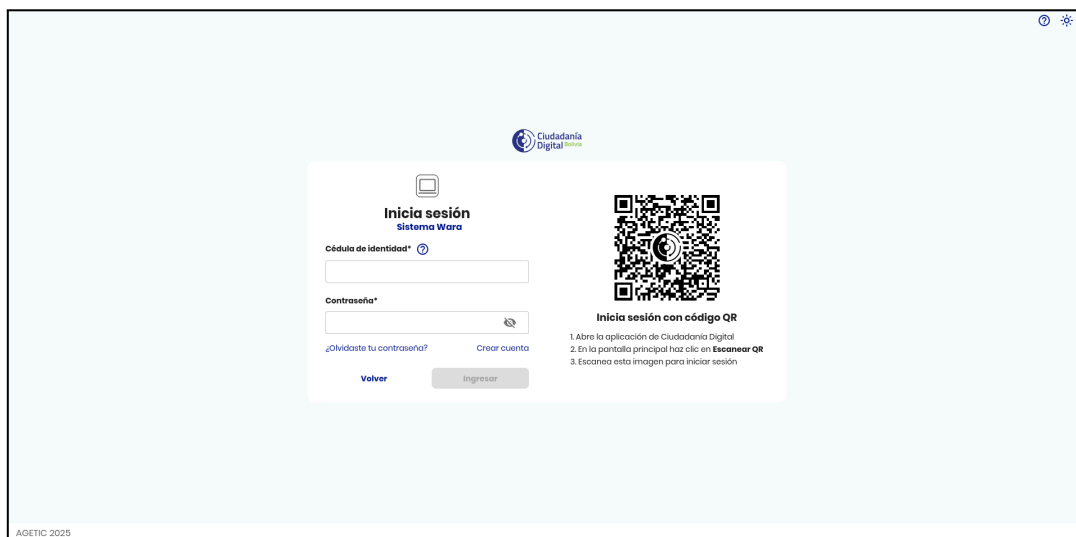 Ciudadanía
Digital Bolivia
Inicia sesión
Sistema Wara
Cédula de identidad*
Contraseña*
¿Olvidaste tu contraseña? Crear cuenta
Volver Ingresar
Inicia sesión con código QR
1. Abre la aplicación de Ciudadanía Digital
2. En la pantalla principal haz clic en Escanear QR
3. Escanea esta imagen para iniciar sesión
AGETIC 2025